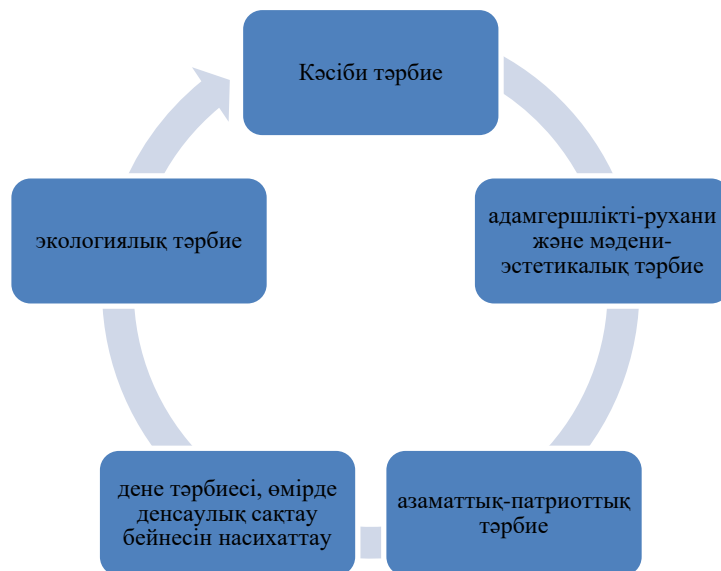 Кәсіби тәрбие
адамгершлікті-рухани
және мәдени-
эстетикалық тәрбие
азаматтық-патриоттық
тәрбие
дене тәрбиесі, өмірде
денсаулық сақтау
бейнесін насихаттау
экологиялық тәрбие